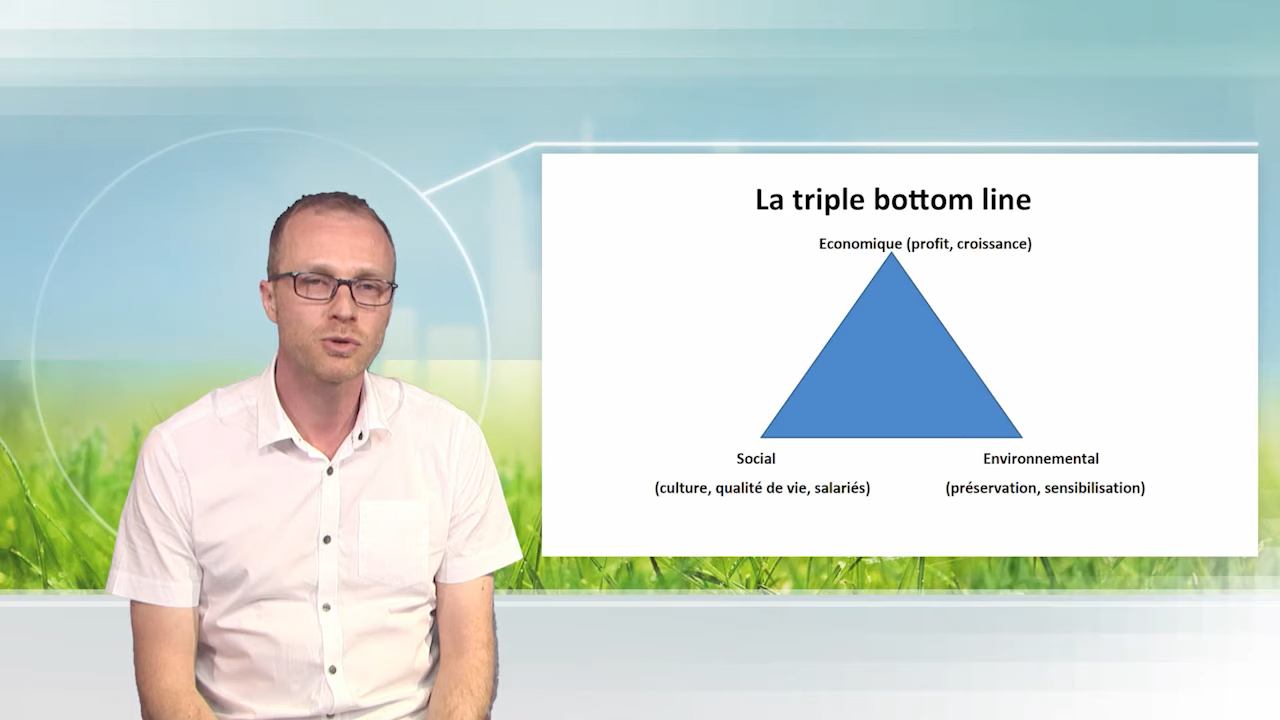 La triple bottom line
Economique (profit, croissance)
Social
Environnemental
(culture, qualité de vie, salariés)
(préservation, sensibilisation)